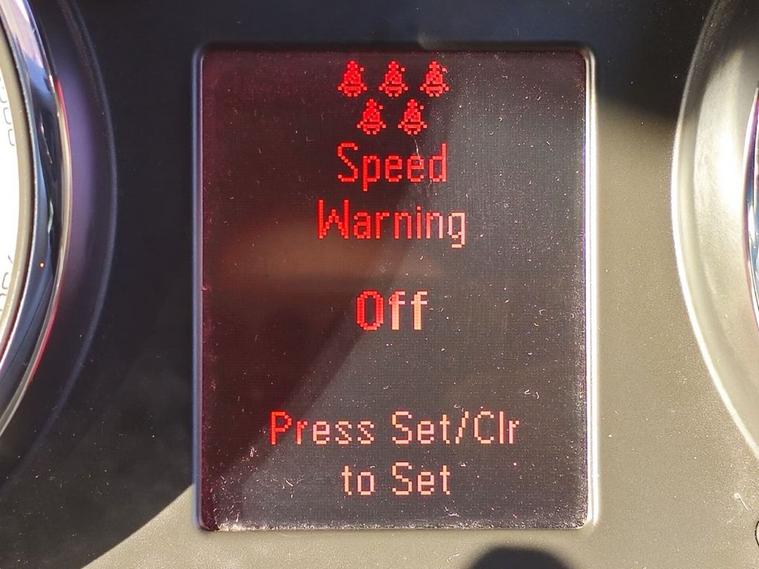 Speed
Warning
Off
Press Set/Clr
to Set